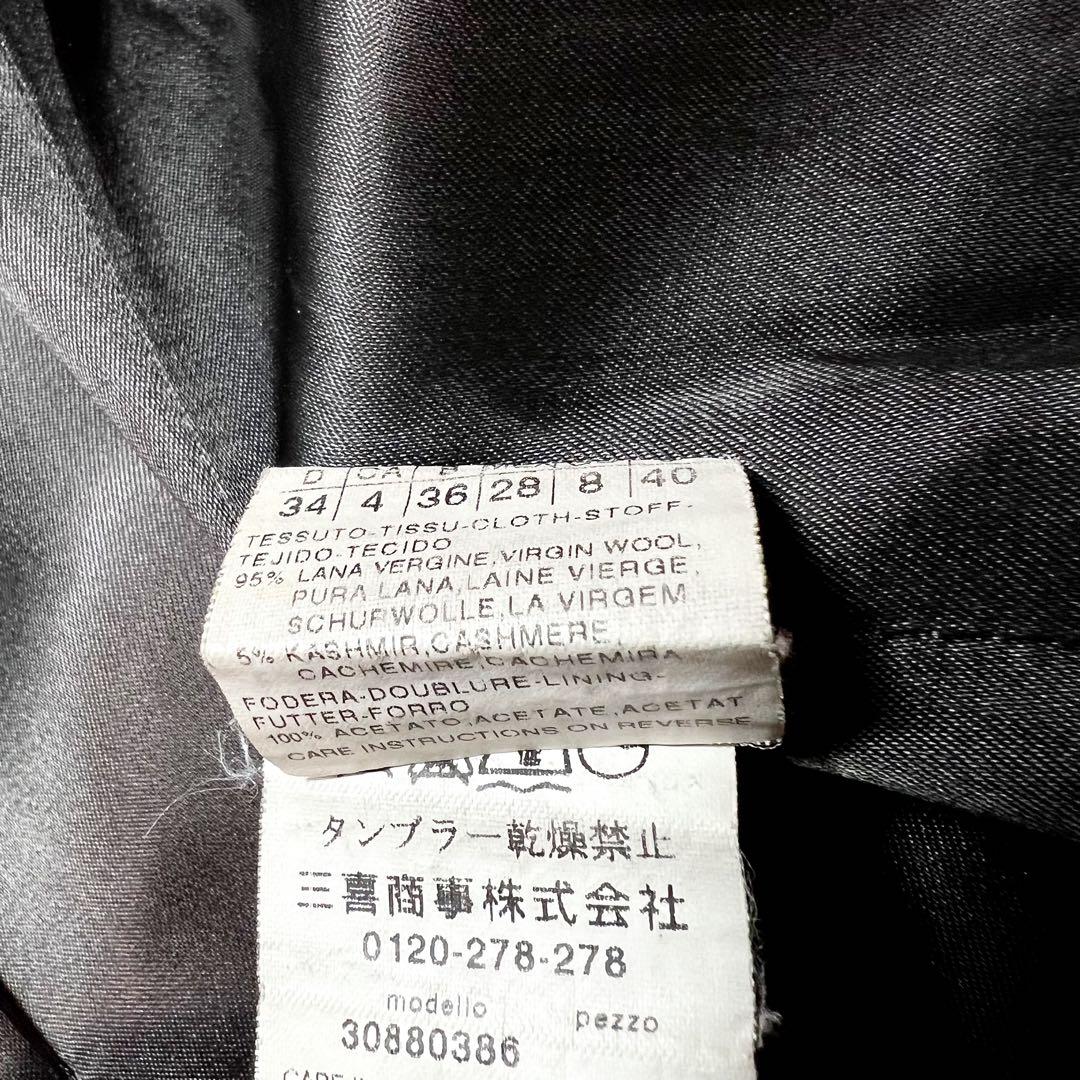 D
34 4 36 28 8 40
TESSUTO-TISSU-CLOTH-STOFF-
TEJIDO-TECIDO
95% LANA VERGINE, VIRGIN WOOL,
PURA LANA, LAINE VIERGE,
SCHURWOLLE, LA VIRGEM
5% KASHMIR, CASHMERE,
CACHEMIRE, CACHEMIRA
FODERA-DOUBLURE-LINING-
FUTTER-FORRO
100% ACETATO, ACETATE, ACETAT
CARE INSTRUCTIONS ON REVERSE
タンブラー乾燥禁止
三喜商事株式会社
0120-278-278
modello pezzo
30880386